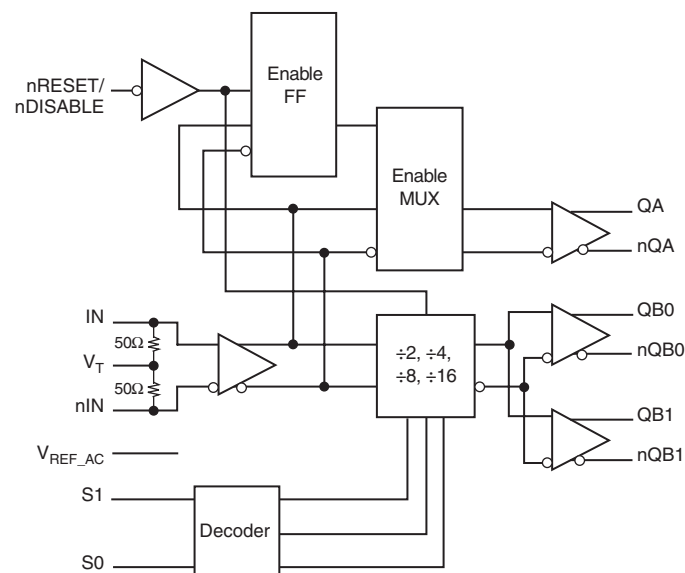 nRESET/
nDISABLE
Enable
FF
Enable
MUX
QA
nQA
IN
50Ω
V_T
50Ω
nIN
÷2, ÷4,
÷8, ÷16
QB0
nQB0
QB1
nQB1
V_REF_AC
S1
Decoder
S0